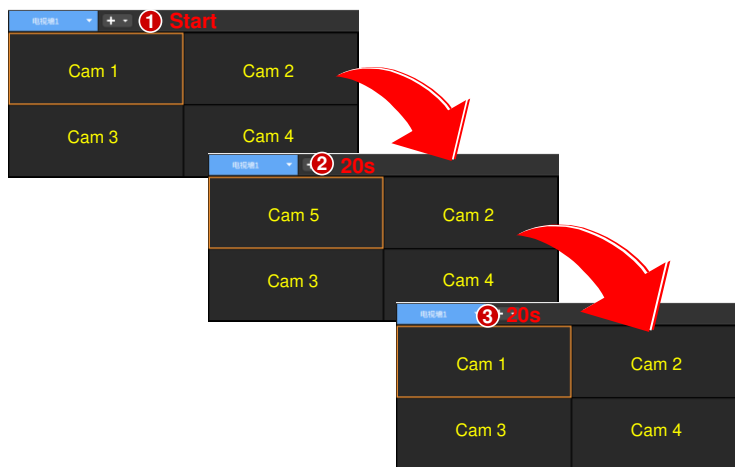 电视墙1 + 1 Start
Cam 1 Cam 2
Cam 3 Cam 4
电视墙1 2 20s
Cam 5 Cam 2
Cam 3 Cam 4
电视墙1 3 20s
Cam 1 Cam 2
Cam 3 Cam 4